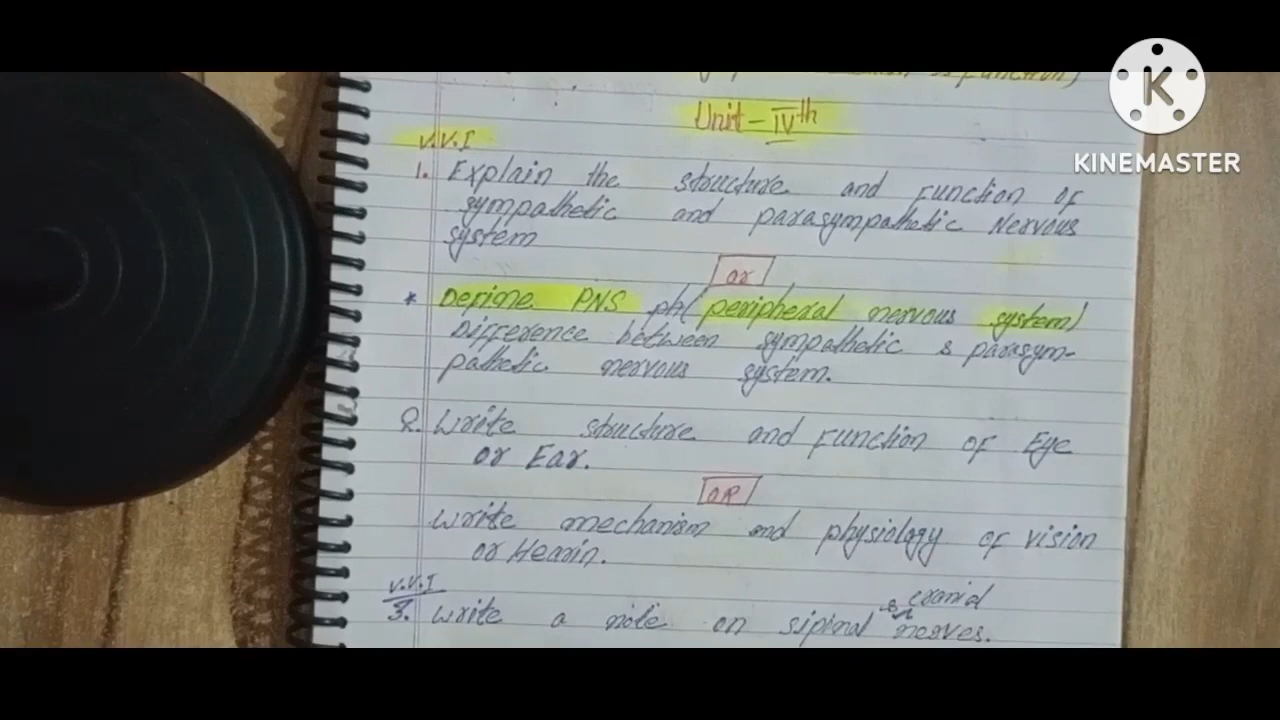 function)
Unit - IVth
V.V.I
1. Explain the structure and function of
sympathetic and parasympathetic Nervous
system
or
* Define PNS ph( peripheral nervous system)
Difference between sympathetic & parasym-
pathetic nervous system.
2. Write structure and function of Eye
or Ear.
OR
Write mechanism and physiology of vision
or Hearin.
V.V.I
cranial
3. Write a note on sipinal & nerves.
K
KINEMASTER